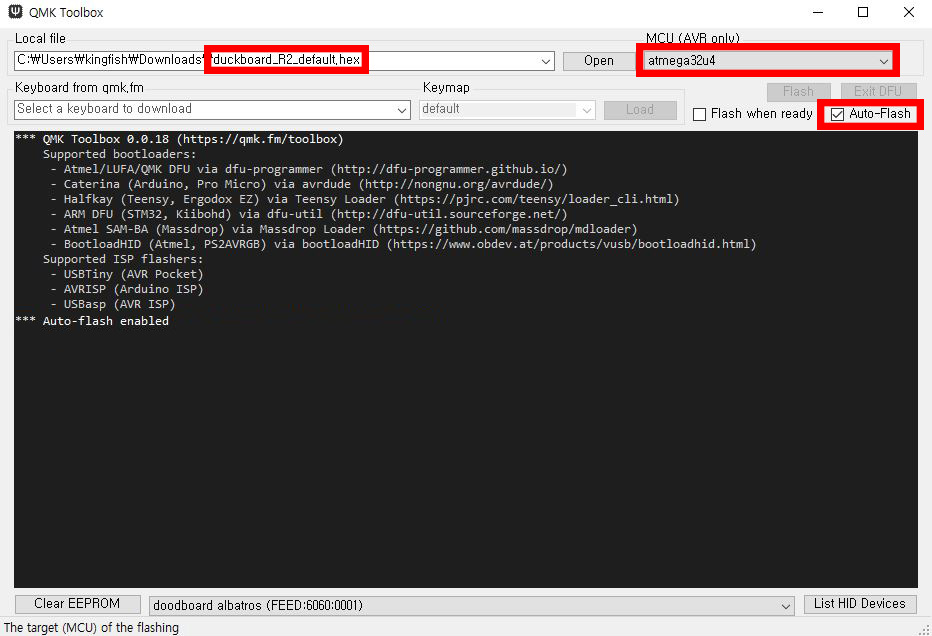 QMK Toolbox
Local file
MCU (AVR only)
C:₩Users₩kingfish₩Downloads₩duckboard_R2_default.hex
Open
atmega32u4
Keyboard from qmk.fm
Keymap
Flash
Exit DFU
Select a keyboard to download
default
Load
Flash when ready
Auto-Flash
*** QMK Toolbox 0.0.18 (https://qmk.fm/toolbox)
Supported bootloaders:
- Atmel/LUFA/QMK DFU via dfu-programmer (http://dfu-programmer.github.io/)
- Caterina (Arduino, Pro Micro) via avrdude (http://nongnu.org/avrdude/)
- Halfkay (Teensy, Ergodox EZ) via Teensy Loader (https://pjrc.com/teensy/loader_cli.html)
- ARM DFU (STM32, Kiibohd) via dfu-util (http://dfu-util.sourceforge.net/)
- Atmel SAM-BA (Massdrop) via Massdrop Loader (https://github.com/massdrop/mdloader)
- BootloadHID (Atmel, PS2AVRGB) via bootloadHID (https://www.obdev.at/products/vusb/bootloadhid.html)
Supported ISP flashers:
- USBTiny (AVR Pocket)
- AVRISP (Arduino ISP)
- USBasp (AVR ISP)
*** Auto-flash enabled
Clear EEPROM
doodboard albatros (FEED:6060:0001)
List HID Devices
The target (MCU) of the flashing